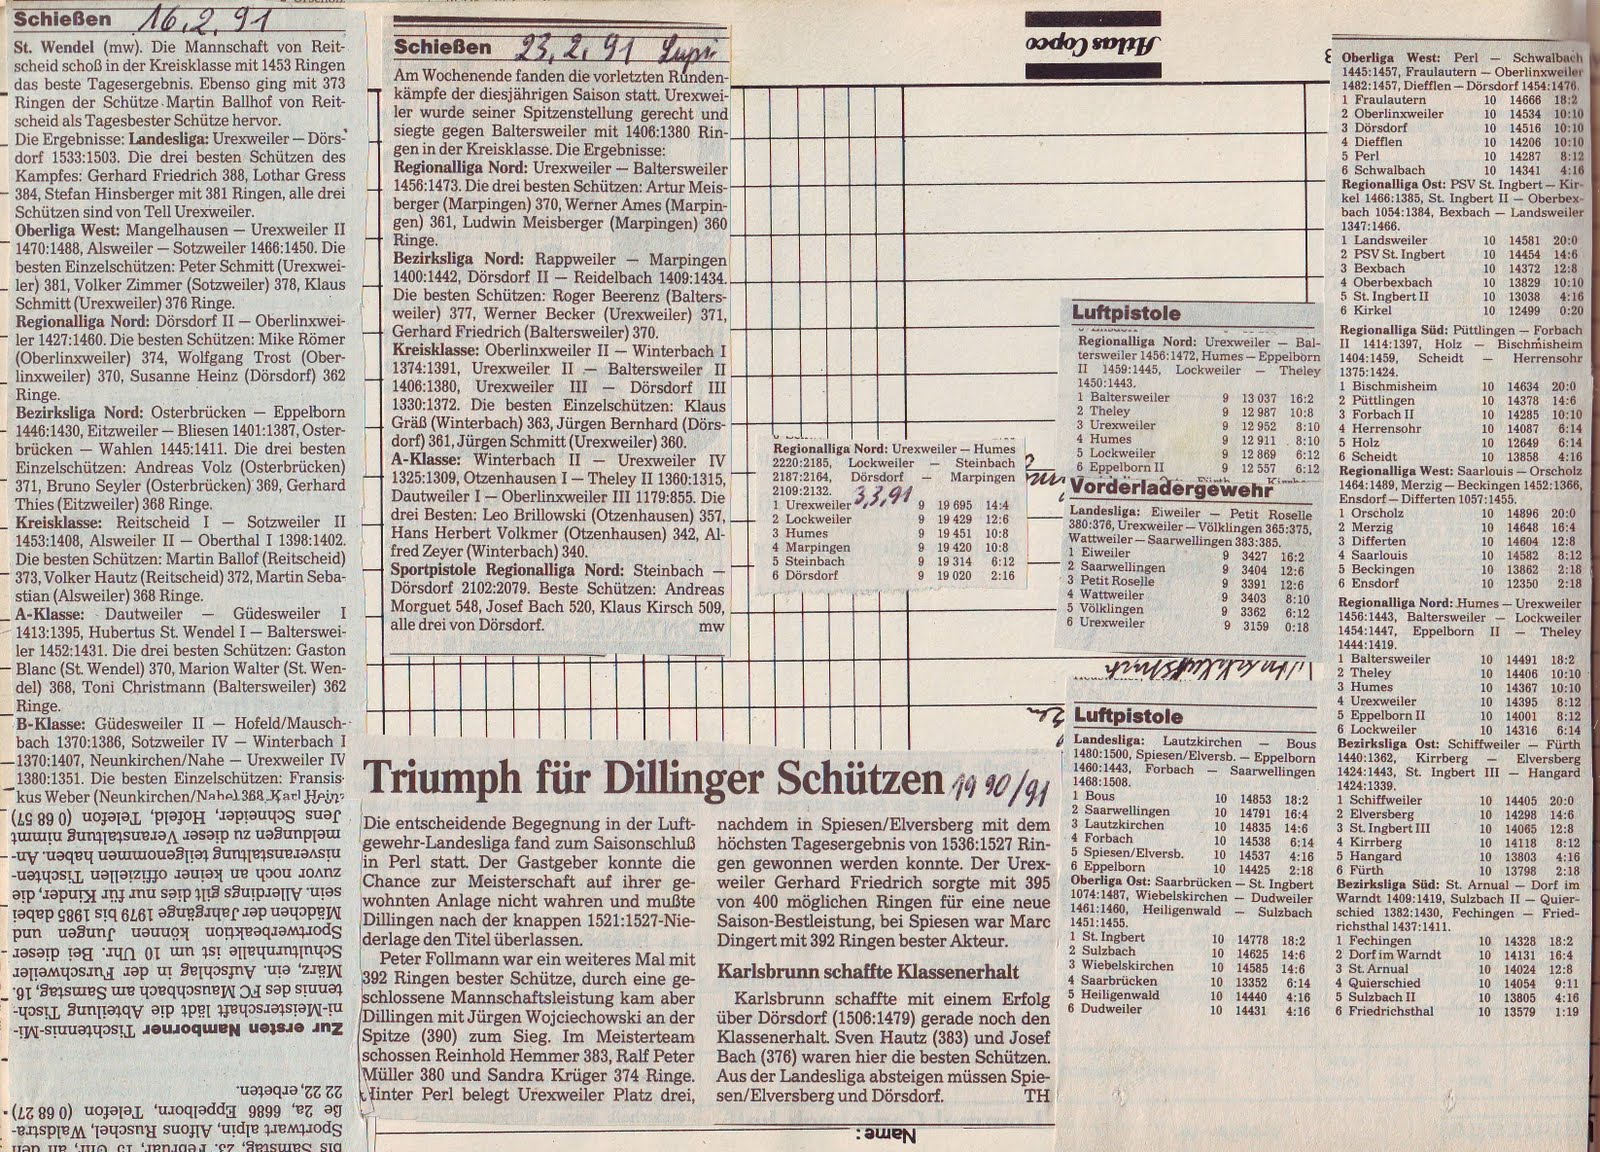 Schießen 16.2.91
St. Wendel (mw). Die Mannschaft von Reit-
scheid schoß in der Kreisklasse mit 1453 Ringen
das beste Tagesergebnis. Ebenso ging mit 373
Ringen der Schütze Martin Ballhof von Reit-
scheid als Tagesbester Schütze hervor.
Die Ergebnisse: Landesliga: Urexweiler — Dörs-
dorf 1533:1503. Die drei besten Schützen des
Kampfes: Gerhard Friedrich 388, Lothar Gress
384, Stefan Hinsberger mit 381 Ringen, alle drei
Schützen sind von Tell Urexweiler.
Oberliga West: Mangelhausen — Urexweiler II
1470:1488, Alsweiler — Sotzweiler 1466:1450. Die
besten Einzelschützen: Peter Schmitt (Urexwei-
ler) 381, Volker Zimmer (Sotzweiler) 378, Klaus
Schmitt (Urexweiler) 376 Ringe.
Regionalliga Nord: Dörsdorf II — Oberlinxwei-
ler 1427:1460. Die besten Schützen: Mike Römer
(Oberlinxweiler) 374, Wolfgang Trost (Ober-
linxweiler) 370, Susanne Heinz (Dörsdorf) 362
Ringe.
Bezirksliga Nord: Osterbrücken — Eppelborn
1446:1430, Eitzweiler — Bliesen 1401:1387, Oster-
brücken — Wahlen 1445:1411. Die drei besten
Einzelschützen: Andreas Volz (Osterbrücken)
371, Bruno Seyler (Osterbrücken) 369, Gerhard
Thies (Eitzweiler) 368 Ringe.
Kreisklasse: Reitscheid I — Sotzweiler II
1453:1408, Alsweiler II — Oberthal I 1398:1402.
Die besten Schützen: Martin Ballof (Reitscheid)
373, Volker Hautz (Reitscheid) 372, Martin Seba-
stian (Alsweiler) 368 Ringe.
A-Klasse: Dautweiler — Güdesweiler I
1413:1395, Hubertus St. Wendel I — Balterswei-
ler 1452:1431. Die drei besten Schützen: Gaston
Blanc (St. Wendel) 370, Marion Walter (St. Wen-
del) 368, Toni Christmann (Baltersweiler) 362
Ringe.
B-Klasse: Güdesweiler II — Hofeld/Mausch-
bach 1370:1386, Sotzweiler IV — Winterbach I
1370:1407, Neunkirchen/Nahe — Urexweiler IV
1380:1351. Die besten Einzelschützen: Fransis-
kus Weber (Neunkirchen/Nahe) 368, Karl Heinz
Zur ersten Namborner Tischtennis-Mi-
ni-Meisterschaft lädt die Abteilung Tisch-
tennis des FC Mauschbach am Samstag, 16.
März, ein. Aufschlag in der Furschweiler
Schulturnhalle ist um 10 Uhr. Bei dieser
Sportwerbeaktion können Jungen und
Mädchen der Jahrgänge 1979 bis 1985 dabei
sein. Allerdings gilt dies nur für Kinder, die
zuvor noch an keiner offiziellen Tischten-
nisveranstaltung teilgenommen haben. An-
meldungen zu dieser Veranstaltung nimmt
Jens Schneider, Hofeld, Telefon (0 68 57)
bis Samstag, 23. Februar, 15 Uhr, an den
Sportwart alpin, Alfons Ruschel, Waldstra-
ße 2a, 6686 Eppelborn, Telefon (0 68 27)
22 22, erbeten.
Schießen 23.2.91
Am Wochenende fanden die vorletzten Runden-
kämpfe der diesjährigen Saison statt. Urexwei-
ler wurde seiner Spitzenstellung gerecht und
siegte gegen Baltersweiler mit 1406:1380 Rin-
gen in der Kreisklasse. Die Ergebnisse:
Regionalliga Nord: Urexweiler — Baltersweiler
1456:1473. Die drei besten Schützen: Artur Meis-
berger (Marpingen) 370, Werner Ames (Marpin-
gen) 361, Ludwin Meisberger (Marpingen) 360
Ringe.
Bezirksliga Nord: Rappweiler — Marpingen
1400:1442, Dörsdorf II — Reidelbach 1409:1434.
Die besten Schützen: Roger Beerenz (Balters-
weiler) 377, Werner Becker (Urexweiler) 371,
Gerhard Friedrich (Baltersweiler) 370.
Kreisklasse: Oberlinxweiler II — Winterbach I
1374:1391, Urexweiler II — Baltersweiler II
1406:1380, Urexweiler III — Dörsdorf III
1330:1372. Die besten Einzelschützen: Klaus
Gräß (Winterbach) 363, Jürgen Bernhard (Dörs-
dorf) 361, Jürgen Schmitt (Urexweiler) 360.
A-Klasse: Winterbach II — Urexweiler IV
1325:1309, Otzenhausen I — Theley II 1360:1315,
Dautweiler I — Oberlinxweiler III 1179:855. Die
drei Besten: Leo Brillowski (Otzenhausen) 357,
Hans Herbert Volkmer (Otzenhausen) 342, Al-
fred Zeyer (Winterbach) 340.
Sportpistole Regionalliga Nord: Steinbach —
Dörsdorf 2102:2079. Beste Schützen: Andreas
Morguet 548, Josef Bach 520, Klaus Kirsch 509,
alle drei von Dörsdorf. mw
Atlas Copco
Regionalliga Nord: Urexweiler — Humes
2220:2185, Lockweiler — Steinbach
2187:2164, Dörsdorf — Marpingen
2109:2132. 3.3.91
1 Urexweiler 9 19 695 14:4
2 Lockweiler 9 19 429 12:6
3 Humes 9 19 451 10:8
4 Marpingen 9 19 420 10:8
5 Steinbach 9 19 314 6:12
6 Dörsdorf 9 19 020 2:16
Triumph für Dillinger Schützen 1990/91
Die entscheidende Begegnung in der Luft-
gewehr-Landesliga fand zum Saisonschluß
in Perl statt. Der Gastgeber konnte die
Chance zur Meisterschaft auf ihrer ge-
wohnten Anlage nicht wahren und mußte
Dillingen nach der knappen 1521:1527-Nie-
derlage den Titel überlassen.
Peter Follmann war ein weiteres Mal mit
392 Ringen bester Schütze, durch eine ge-
schlossene Mannschaftsleistung kam aber
Dillingen mit Jürgen Wojciechowski an der
Spitze (390) zum Sieg. Im Meisterteam
schossen Reinhold Hemmer 383, Ralf Peter
Müller 380 und Sandra Krüger 374 Ringe.
Hinter Perl belegt Urexweiler Platz drei,
nachdem in Spiesen/Elversberg mit dem
höchsten Tagesergebnis von 1536:1527 Rin-
gen gewonnen werden konnte. Der Urex-
weiler Gerhard Friedrich sorgte mit 395
von 400 möglichen Ringen für eine neue
Saison-Bestleistung, bei Spiesen war Marc
Dingert mit 392 Ringen bester Akteur.
Karlsbrunn schaffte Klassenerhalt
Karlsbrunn schaffte mit einem Erfolg
über Dörsdorf (1506:1479) gerade noch den
Klassenerhalt. Sven Hautz (383) und Josef
Bach (376) waren hier die besten Schützen.
Aus der Landesliga absteigen müssen Spie-
sen/Elversberg und Dörsdorf. TH
Name:
Luftpistole
Regionalliga Nord: Urexweiler — Bal-
tersweiler 1456:1472, Humes — Eppelborn
II 1459:1445, Lockweiler — Theley
1450:1443.
1 Baltersweiler 9 13 037 16:2
2 Theley 9 12 987 10:8
3 Urexweiler 9 12 952 8:10
4 Humes 9 12 911 8:10
5 Lockweiler 9 12 869 6:12
6 Eppelborn II 9 12 557 6:12
Vorderladergewehr
Landesliga: Eiweiler — Petit Roselle
380:376, Urexweiler — Völklingen 365:375,
Wattweiler — Saarwellingen 383:385.
1 Eiweiler 9 3427 16:2
2 Saarwellingen 9 3404 12:6
3 Petit Roselle 9 3391 12:6
4 Wattweiler 9 3403 8:10
5 Völklingen 9 3362 6:12
6 Urexweiler 9 3159 0:18
Luftpistole
Landesliga: Lautzkirchen — Bous
1480:1500, Spiesen/Elversb. — Eppelborn
1460:1443, Forbach — Saarwellingen
1468:1508.
1 Bous 10 14853 18:2
2 Saarwellingen 10 14791 16:4
3 Lautzkirchen 10 14835 14:6
4 Forbach 10 14538 6:14
5 Spiesen/Elversb. 10 14537 4:16
6 Eppelborn 10 14425 2:18
Oberliga Ost: Saarbrücken — St. Ingbert
1074:1487, Wiebelskirchen — Dudweiler
1461:1460, Heiligenwald — Sulzbach
1451:1455.
1 St. Ingbert 10 14778 18:2
2 Sulzbach 10 14625 14:6
3 Wiebelskirchen 10 14585 14:6
4 Saarbrücken 10 13352 6:14
5 Heiligenwald 10 14440 4:16
6 Dudweiler 10 14431 4:16
Oberliga West: Perl — Schwalbach
1445:1457, Fraulautern — Oberlinxweiler
1482:1457, Diefflen — Dörsdorf 1454:1476.
1 Fraulautern 10 14666 18:2
2 Oberlinxweiler 10 14534 10:10
3 Dörsdorf 10 14516 10:10
4 Diefflen 10 14206 10:10
5 Perl 10 14287 8:12
6 Schwalbach 10 14341 4:16
Regionalliga Ost: PSV St. Ingbert — Kir-
kel 1466:1385, St. Ingbert II — Oberbex-
bach 1054:1384, Bexbach — Landsweiler
1347:1466.
1 Landsweiler 10 14581 20:0
2 PSV St. Ingbert 10 14454 14:6
3 Bexbach 10 14372 12:8
4 Oberbexbach 10 13829 10:10
5 St. Ingbert II 10 13038 4:16
6 Kirkel 10 12499 0:20
Regionalliga Süd: Püttlingen — Forbach
II 1414:1397, Holz — Bischmisheim
1404:1459, Scheidt — Herrensohr
1375:1424.
1 Bischmisheim 10 14634 20:0
2 Püttlingen 10 14378 14:6
3 Forbach II 10 14285 10:10
4 Herrensohr 10 14087 6:14
5 Holz 10 12649 6:14
6 Scheidt 10 13858 4:16
Regionalliga West: Saarlouis — Orscholz
1464:1489, Merzig — Beckingen 1452:1366,
Ensdorf — Differten 1057:1455.
1 Orscholz 10 14896 20:0
2 Merzig 10 14648 16:4
3 Differten 10 14604 12:8
4 Saarlouis 10 14582 8:12
5 Beckingen 10 13862 2:18
6 Ensdorf 10 12350 2:18
Regionalliga Nord: Humes — Urexweiler
1456:1443, Baltersweiler — Lockweiler
1454:1447, Eppelborn II — Theley
1444:1419.
1 Baltersweiler 10 14491 18:2
2 Theley 10 14406 10:10
3 Humes 10 14367 10:10
4 Urexweiler 10 14395 8:12
5 Eppelborn II 10 14001 8:12
6 Lockweiler 10 14316 6:14
Bezirksliga Ost: Schiffweiler — Fürth
1440:1362, Kirrberg — Elversberg
1424:1443, St. Ingbert III — Hangard
1424:1339.
1 Schiffweiler 10 14405 20:0
2 Elversberg 10 14298 14:6
3 St. Ingbert III 10 14065 12:8
4 Kirrberg 10 14118 8:12
5 Hangard 10 13803 4:16
6 Fürth 10 13798 2:18
Bezirksliga Süd: St. Arnual — Dorf im
Warndt 1409:1419, Sulzbach II — Quier-
schied 1382:1430, Fechingen — Fried-
richsthal 1437:1411.
1 Fechingen 10 14328 18:2
2 Dorf im Warndt 10 14131 16:4
3 St. Arnual 10 14024 12:8
4 Quierschied 10 14054 9:11
5 Sulzbach II 10 13805 4:16
6 Friedrichsthal 10 13579 1:19